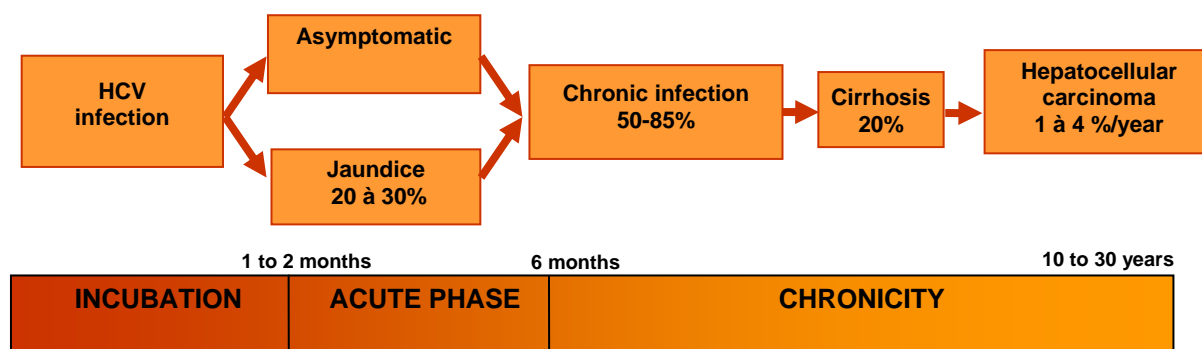 HCV
infection
Asymptomatic
Jaundice
20 à 30%
Chronic infection
50-85%
Cirrhosis
20%
Hepatocellular
carcinoma
1 à 4 %/year
1 to 2 months
6 months
10 to 30 years
INCUBATION
ACUTE PHASE
CHRONICITY